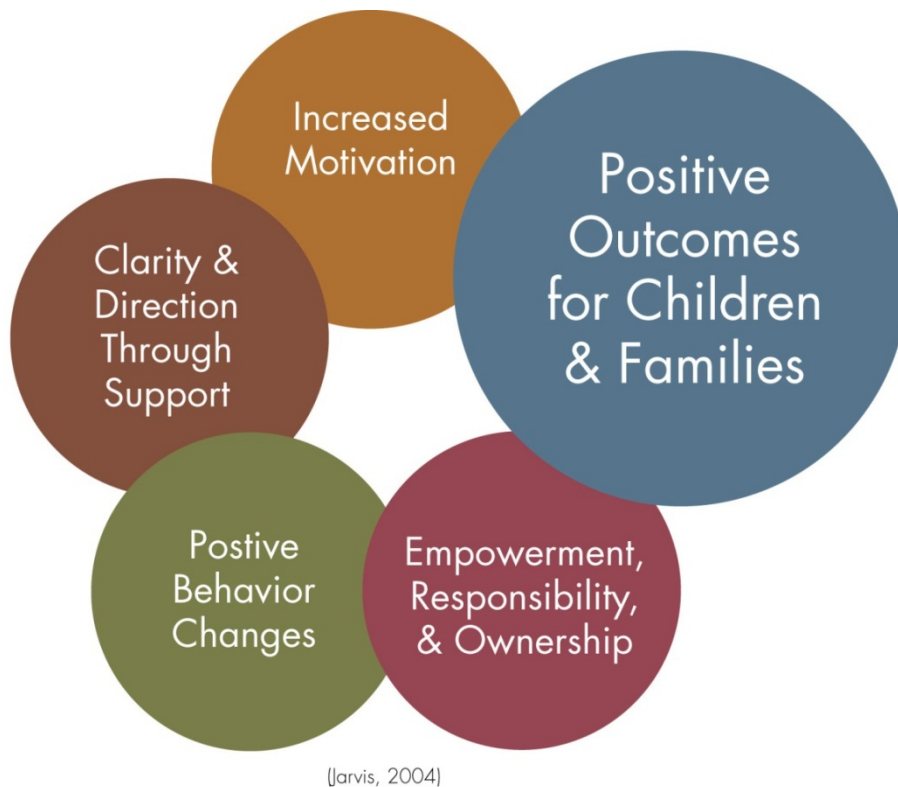 Increased
Motivation
Positive
Outcomes
for Children
& Families
Clarity &
Direction
Through
Support
Postive
Behavior
Changes
Empowerment,
Responsibility,
& Ownership
(Jarvis, 2004)